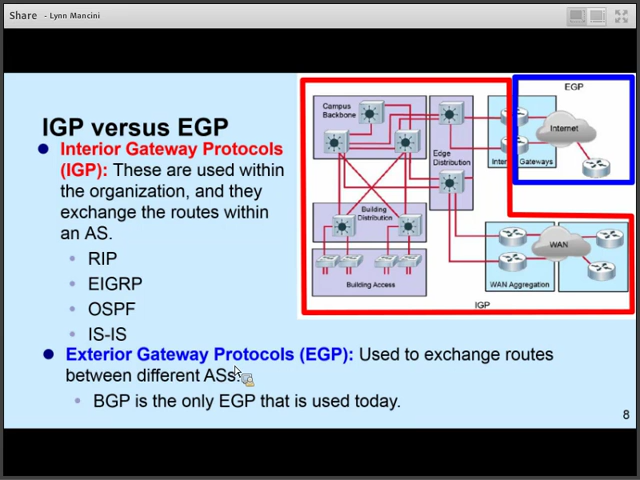 Share - Lynn Mancini
IGP versus EGP
Interior Gateway Protocols
(IGP): These are used within
the organization, and they
exchange the routes within
an AS.
RIP
EIGRP
OSPF
IS-IS
Exterior Gateway Protocols (EGP): Used to exchange routes
between different ASs.
BGP is the only EGP that is used today.
EGP
Campus
Backbone
Internet
Edge
Distribution
Gateways
Building
Distribution
WAN
Building Access
WAN Aggregation
IGP
8